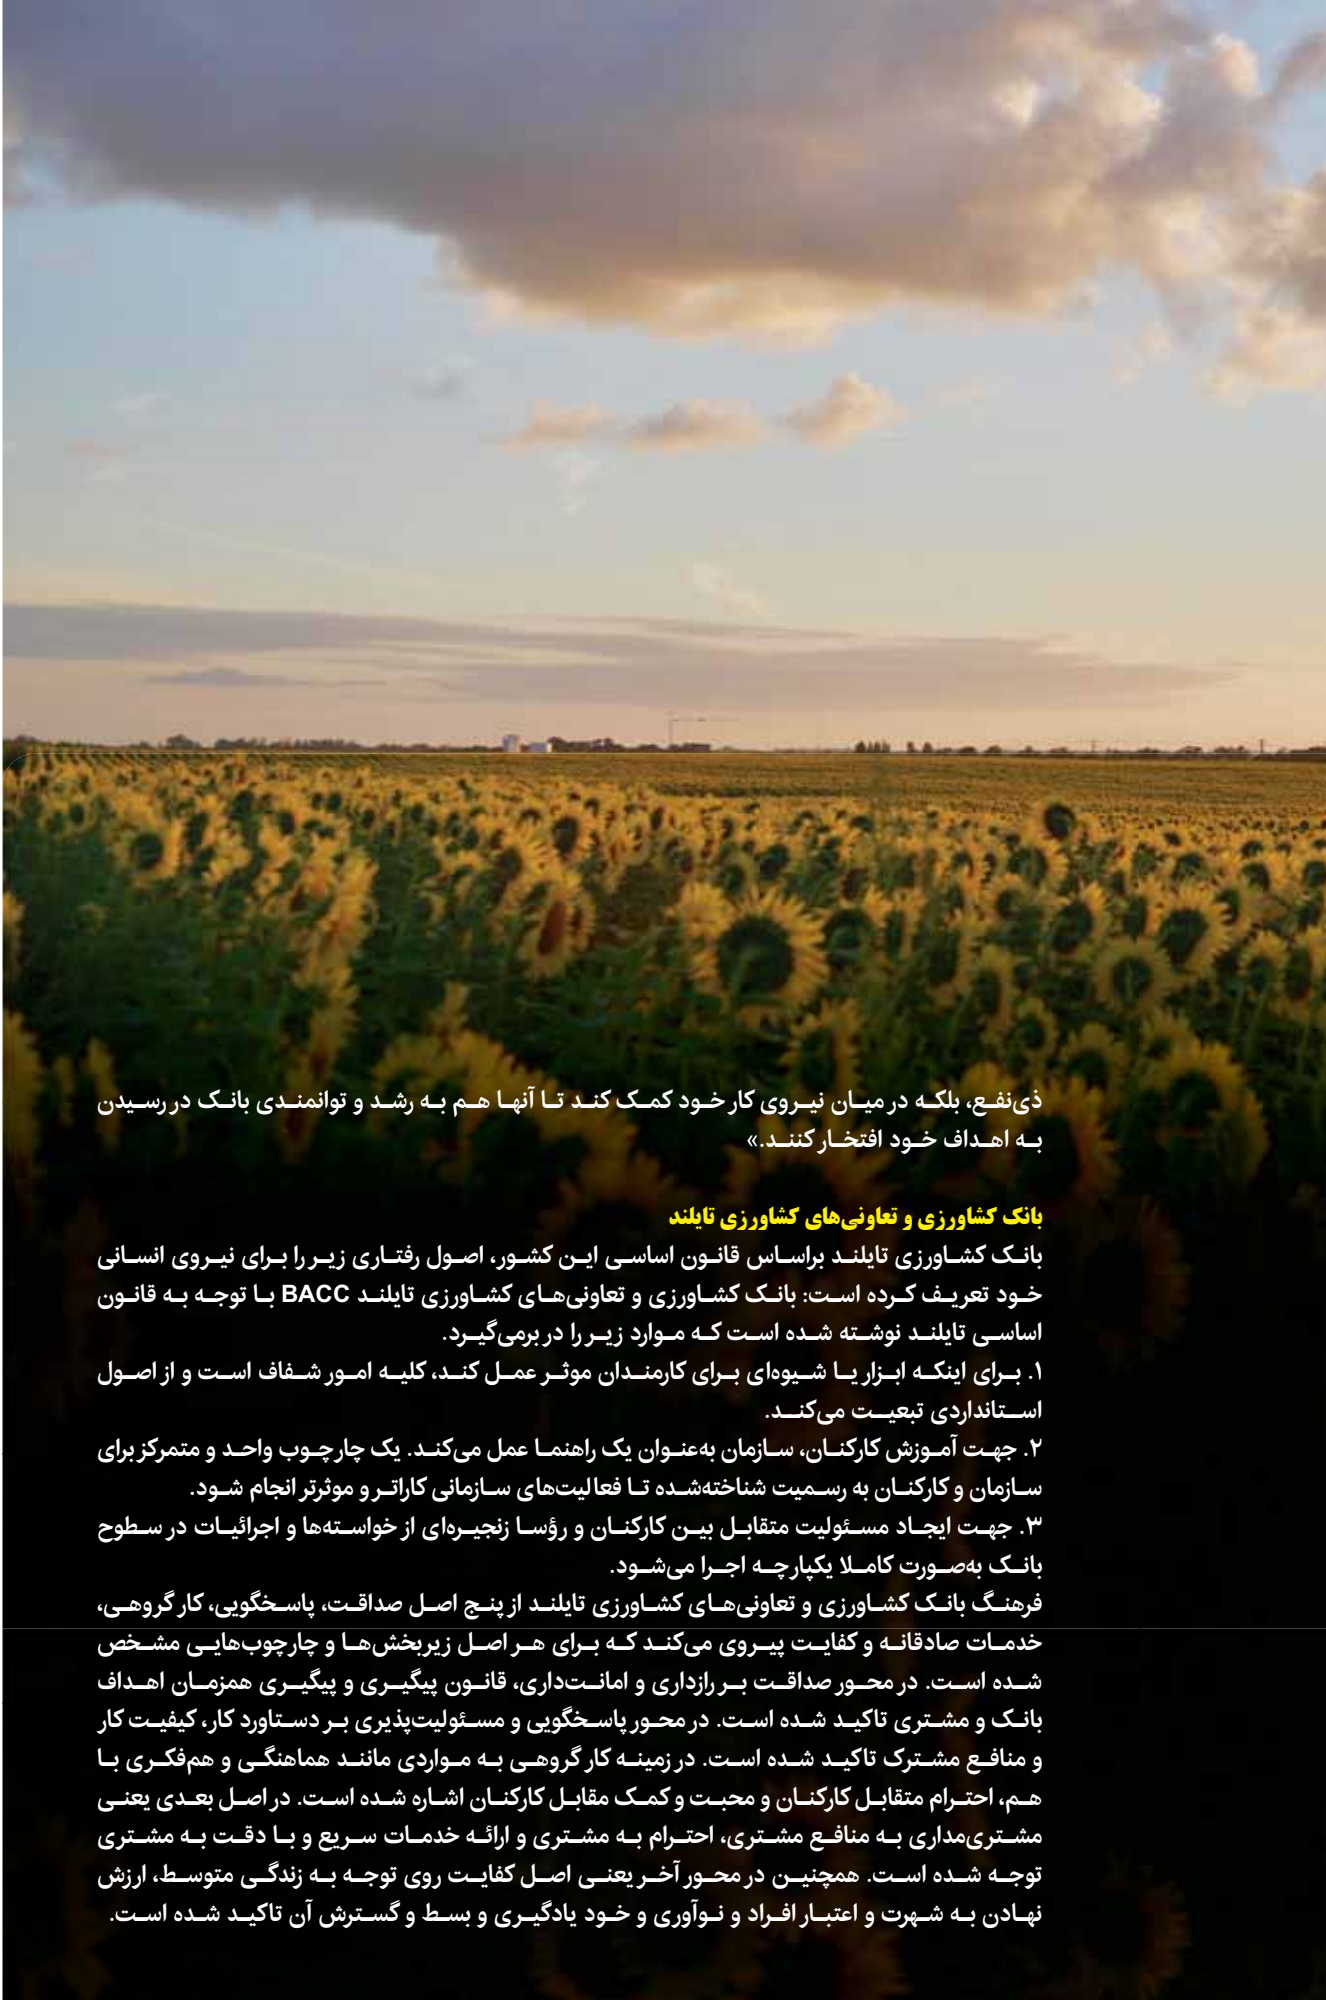 ذی‌نفع، بلکه در میان نیروی کار خود کمک کند تا آنها هم به رشد و توانمندی بانک در رسیدن
به اهداف خود افتخار کنند.»
بانک کشاورزی و تعاونی‌های کشاورزی تایلند
بانک کشاورزی تایلند براساس قانون اساسی این کشور، اصول رفتاری زیر را برای نیروی انسانی
خود تعریف کرده است: بانک کشاورزی و تعاونی‌های کشاورزی تایلند BACC با توجه به قانون
اساسی تایلند نوشته شده است که موارد زیر را در برمی‌گیرد.
۱. برای اینکه ابزار یا شیوه‌ای برای کارمندان موثر عمل کند، کلیه امور شفاف است و از اصول
استانداردی تبعیت می‌کند.
۲. جهت آموزش کارکنان، سازمان به‌عنوان یک راهنما عمل می‌کند. یک چارچوب واحد و متمرکز برای
سازمان و کارکنان به رسمیت شناخته‌شده تا فعالیت‌های سازمانی کاراتر و موثرتر انجام شود.
۳. جهت ایجاد مسئولیت متقابل بین کارکنان و رؤسا زنجیره‌ای از خواسته‌ها و اجرائیات در سطوح
بانک به‌صورت کاملا یکپارچه اجرا می‌شود.
فرهنگ بانک کشاورزی و تعاونی‌های کشاورزی تایلند از پنج اصل صداقت، پاسخگویی، کار گروهی،
خدمات صادقانه و کفایت پیروی می‌کند که برای هر اصل زیربخش‌ها و چارچوب‌هایی مشخص
شده است. در محور صداقت بر رازداری و امانت‌داری، قانون پیگیری و پیگیری همزمان اهداف
بانک و مشتری تاکید شده است. در محور پاسخگویی و مسئولیت‌پذیری بر دستاورد کار، کیفیت کار
و منافع مشترک تاکید شده است. در زمینه کار گروهی به مواردی مانند هماهنگی و هم‌فکری با
هم، احترام متقابل کارکنان و محبت و کمک مقابل کارکنان اشاره شده است. در اصل بعدی یعنی
مشتری‌مداری به منافع مشتری، احترام به مشتری و ارائه خدمات سریع و با دقت به مشتری
توجه شده است. همچنین در محور آخر یعنی اصل کفایت روی توجه به زندگی متوسط، ارزش
نهادن به شهرت و اعتبار افراد و نوآوری و خود یادگیری و بسط و گسترش آن تاکید شده است.